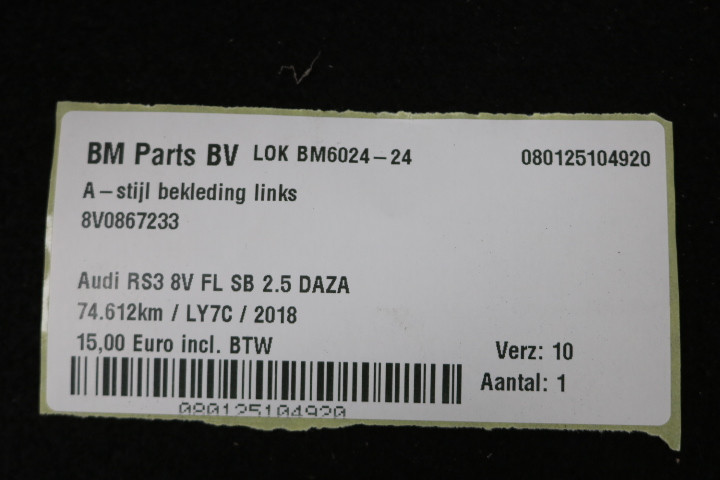 BM Parts BV LOK BM6024-24 080125104920
A-stijl bekleding links
8V0867233
Audi RS3 8V FL SB 2.5 DAZA
74.612km / LY7C / 2018
15,00 Euro incl. BTW
Verz: 10
Aantal: 1
080125104920